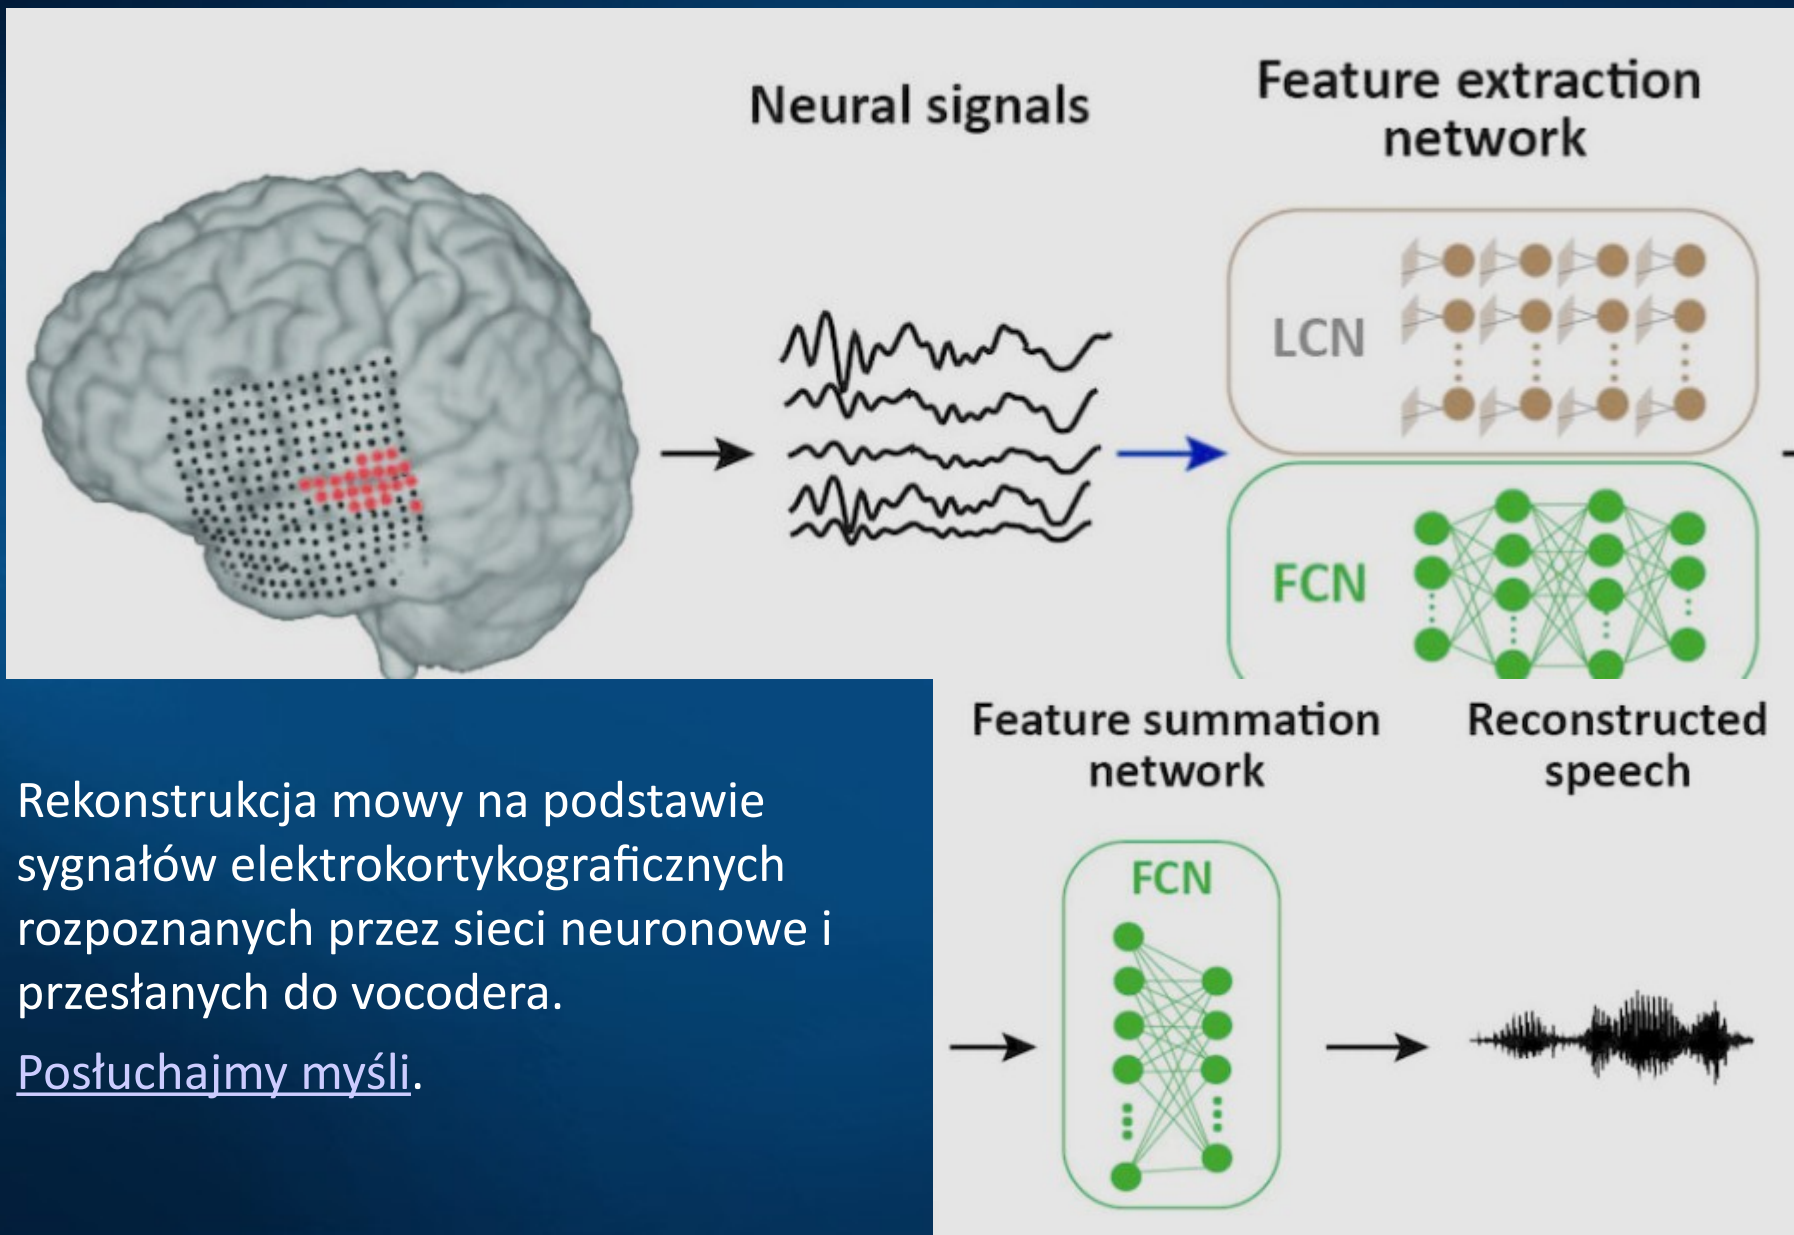 Neural signals
Feature extraction
network
LCN
FCN
Rekonstrukcja mowy na podstawie
sygnałów elektrokortykograficznych
rozpoznanych przez sieci neuronowe i
przesłanych do vocodera.
Posłuchajmy myśli.
Feature summation
network
FCN
Reconstructed
speech